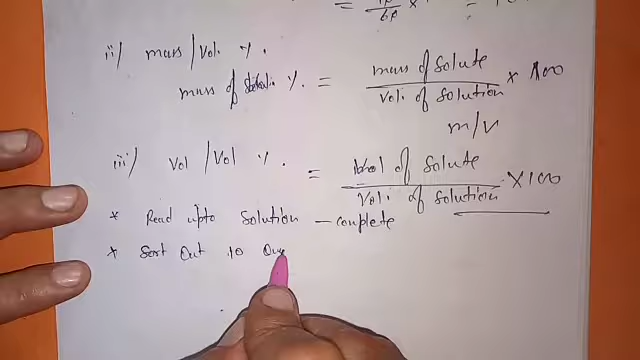 ii/ mass/Vol. %.
mass of %. = mass of solute / Vol. of solution × 100
m/v
iii/ Vol/Vol %. = Vol of solute / Vol. of solution × 100
* Read upto Solution — complete
* Sort Out 10 Que